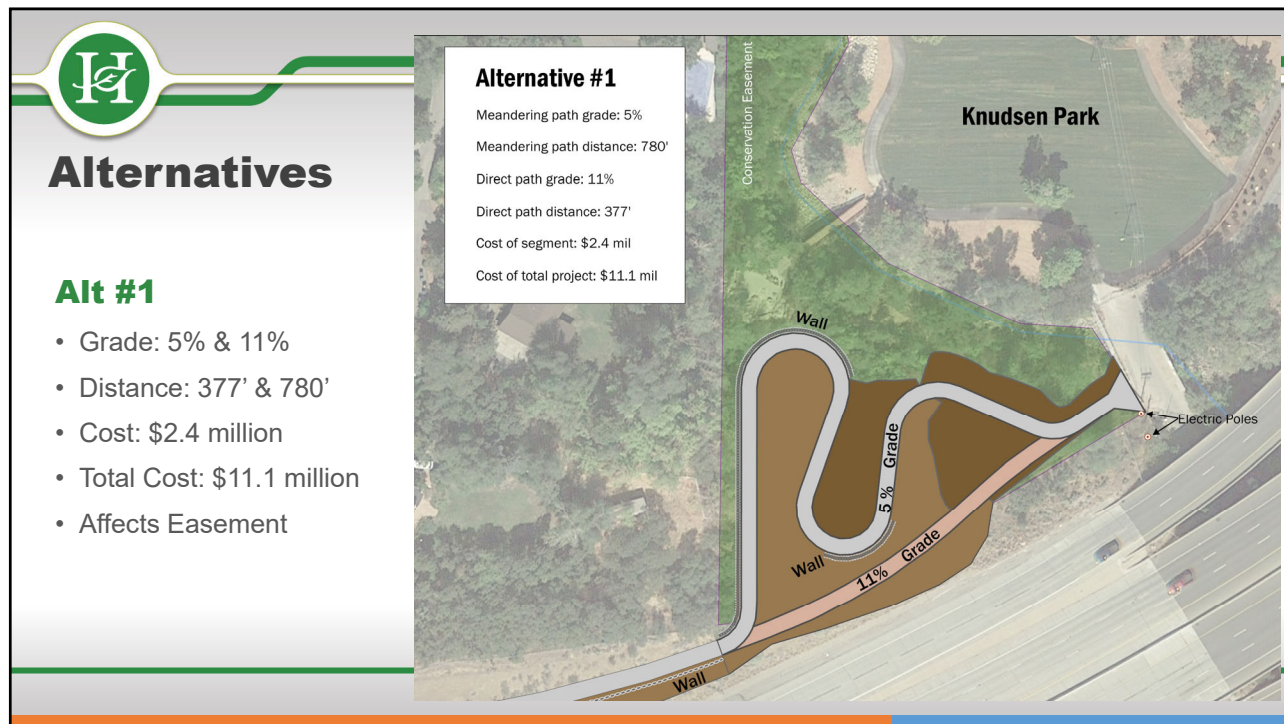 H
Alternatives
Alt #1
• Grade: 5% & 11%
• Distance: 377’ & 780’
• Cost: $2.4 million
• Total Cost: $11.1 million
• Affects Easement
Alternative #1
Meandering path grade: 5%
Meandering path distance: 780'
Direct path grade: 11%
Direct path distance: 377'
Cost of segment: $2.4 mil
Cost of total project: $11.1 mil
Conservation Easement
Knudsen Park
Wall
Electric Poles
5 % Grade
Wall
11% Grade
Wall